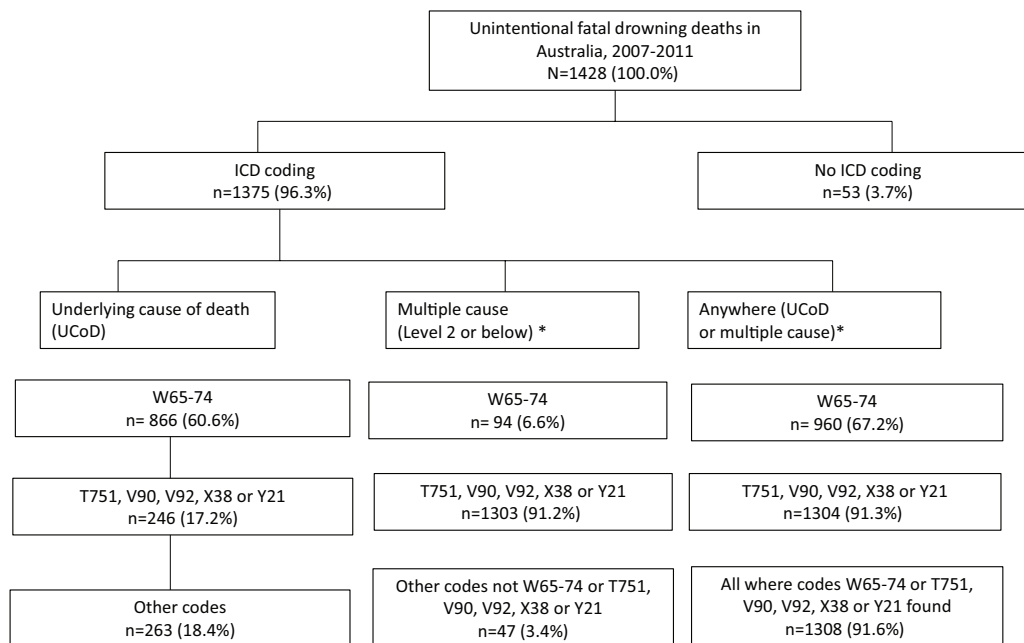 Unintentional fatal drowning deaths in
Australia, 2007-2011
N=1428 (100.0%)
ICD coding
n=1375 (96.3%)
No ICD coding
n=53 (3.7%)
Underlying cause of death
(UCoD)
Multiple cause
(Level 2 or below) *
Anywhere (UCoD
or multiple cause)*
W65-74
n= 866 (60.6%)
W65-74
n= 94 (6.6%)
W65-74
n= 960 (67.2%)
T751, V90, V92, X38 or Y21
n=246 (17.2%)
T751, V90, V92, X38 or Y21
n=1303 (91.2%)
T751, V90, V92, X38 or Y21
n=1304 (91.3%)
Other codes
n=263 (18.4%)
Other codes not W65-74 or T751,
V90, V92, X38 or Y21
n=47 (3.4%)
All where codes W65-74 or T751,
V90, V92, X38 or Y21 found
n=1308 (91.6%)